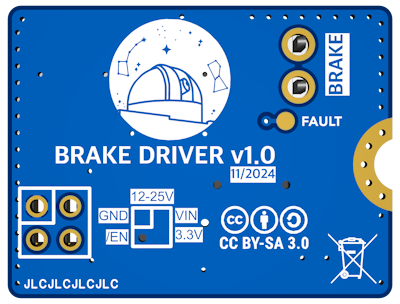 BRAKE
FAULT
BRAKE DRIVER v1.0
11/2024
12-25V
GND
VIN
/EN
3.3V
cc
CC BY-SA 3.0
JLCJLCJLCJLC